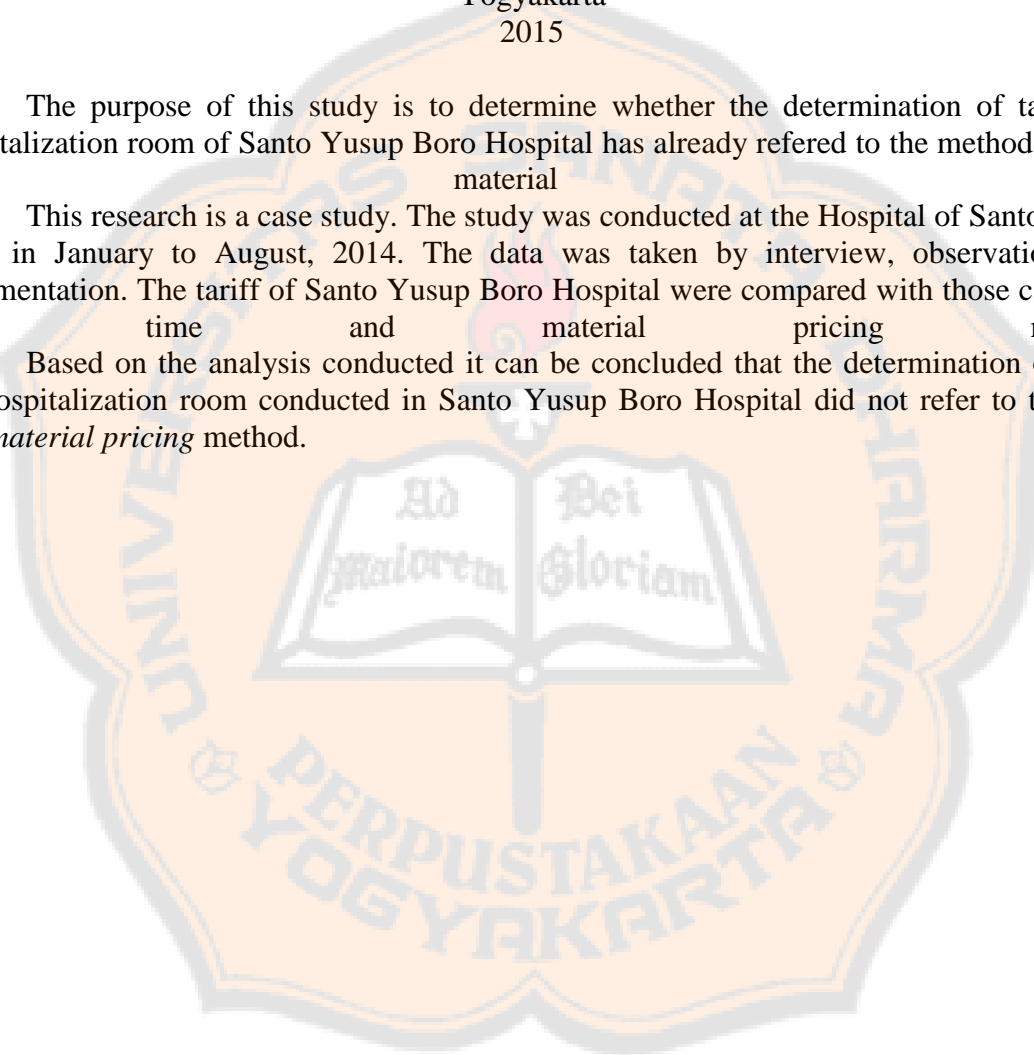 Yogyakarta
2015
The purpose of this study is to determine whether the determination of ta
talization room of Santo Yusup Boro Hospital has already refered to the method
material
This research is a case study. The study was conducted at the Hospital of Santo
in January to August, 2014. The data was taken by interview, observatio
mentation. The tariff of Santo Yusup Boro Hospital were compared with those c
time and material pricing
Based on the analysis conducted it can be concluded that the determination
ospitalization room conducted in Santo Yusup Boro Hospital did not refer to t
material pricing method.
UNIVERSITAS SANATA DHARMA
Ad Dei
Maiorem Gloriam
PERPUSTAKAAN
YOGYAKARTA